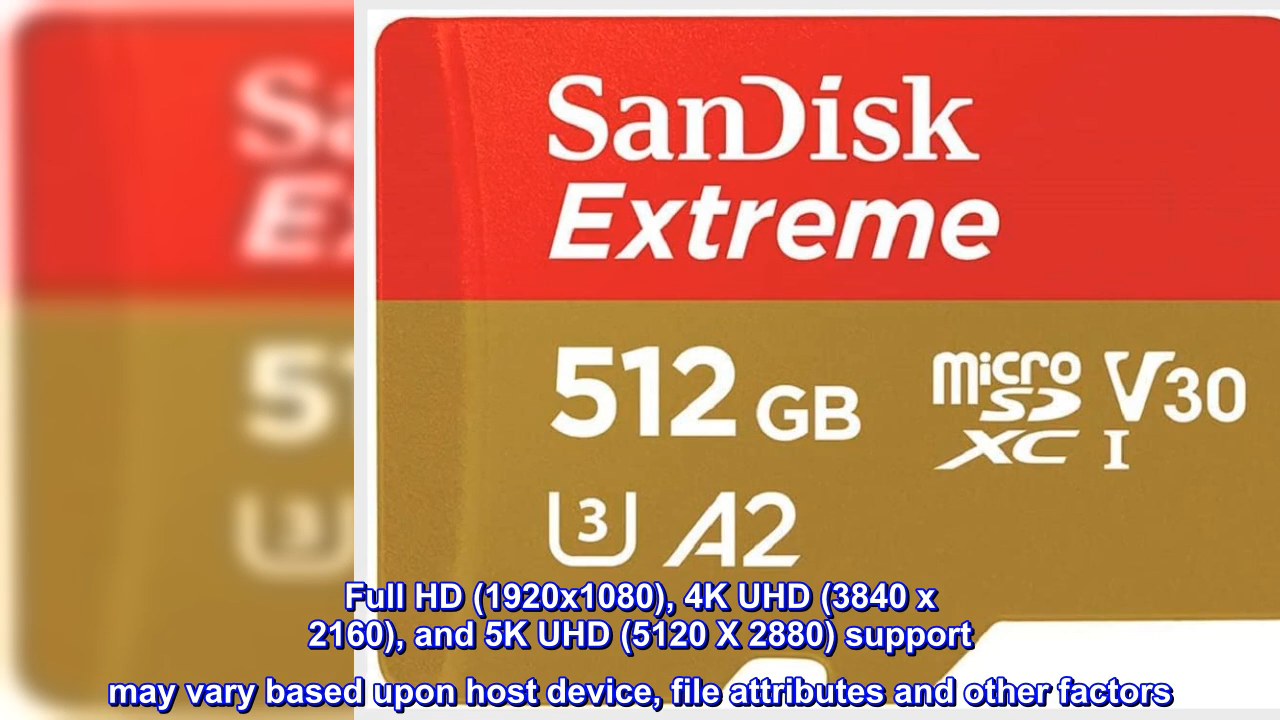 SanDisk
Extreme
512 GB
micro SD XC I V30
U3 A2
Full HD (1920x1080), 4K UHD (3840 x
2160), and 5K UHD (5120 X 2880) support
may vary based upon host device, file attributes and other factors